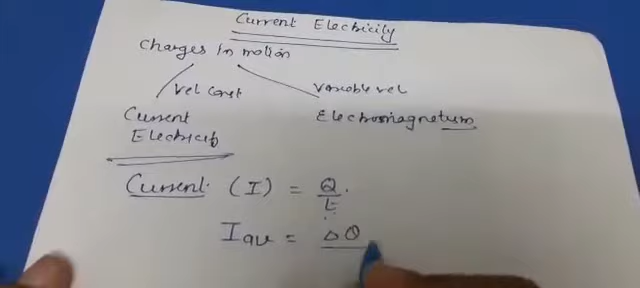 Current Electricity
Charges In motion
Vel const
Variable vel
Current
Electricity
Electromagnetism
Current (I) = Q/t
Iav = ΔQ